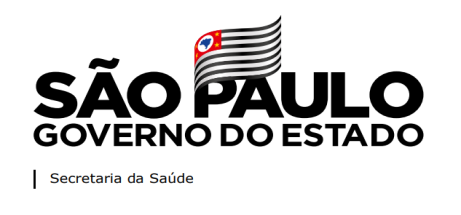 SÃO PAULO
GOVERNO DO ESTADO
Secretaria da Saúde